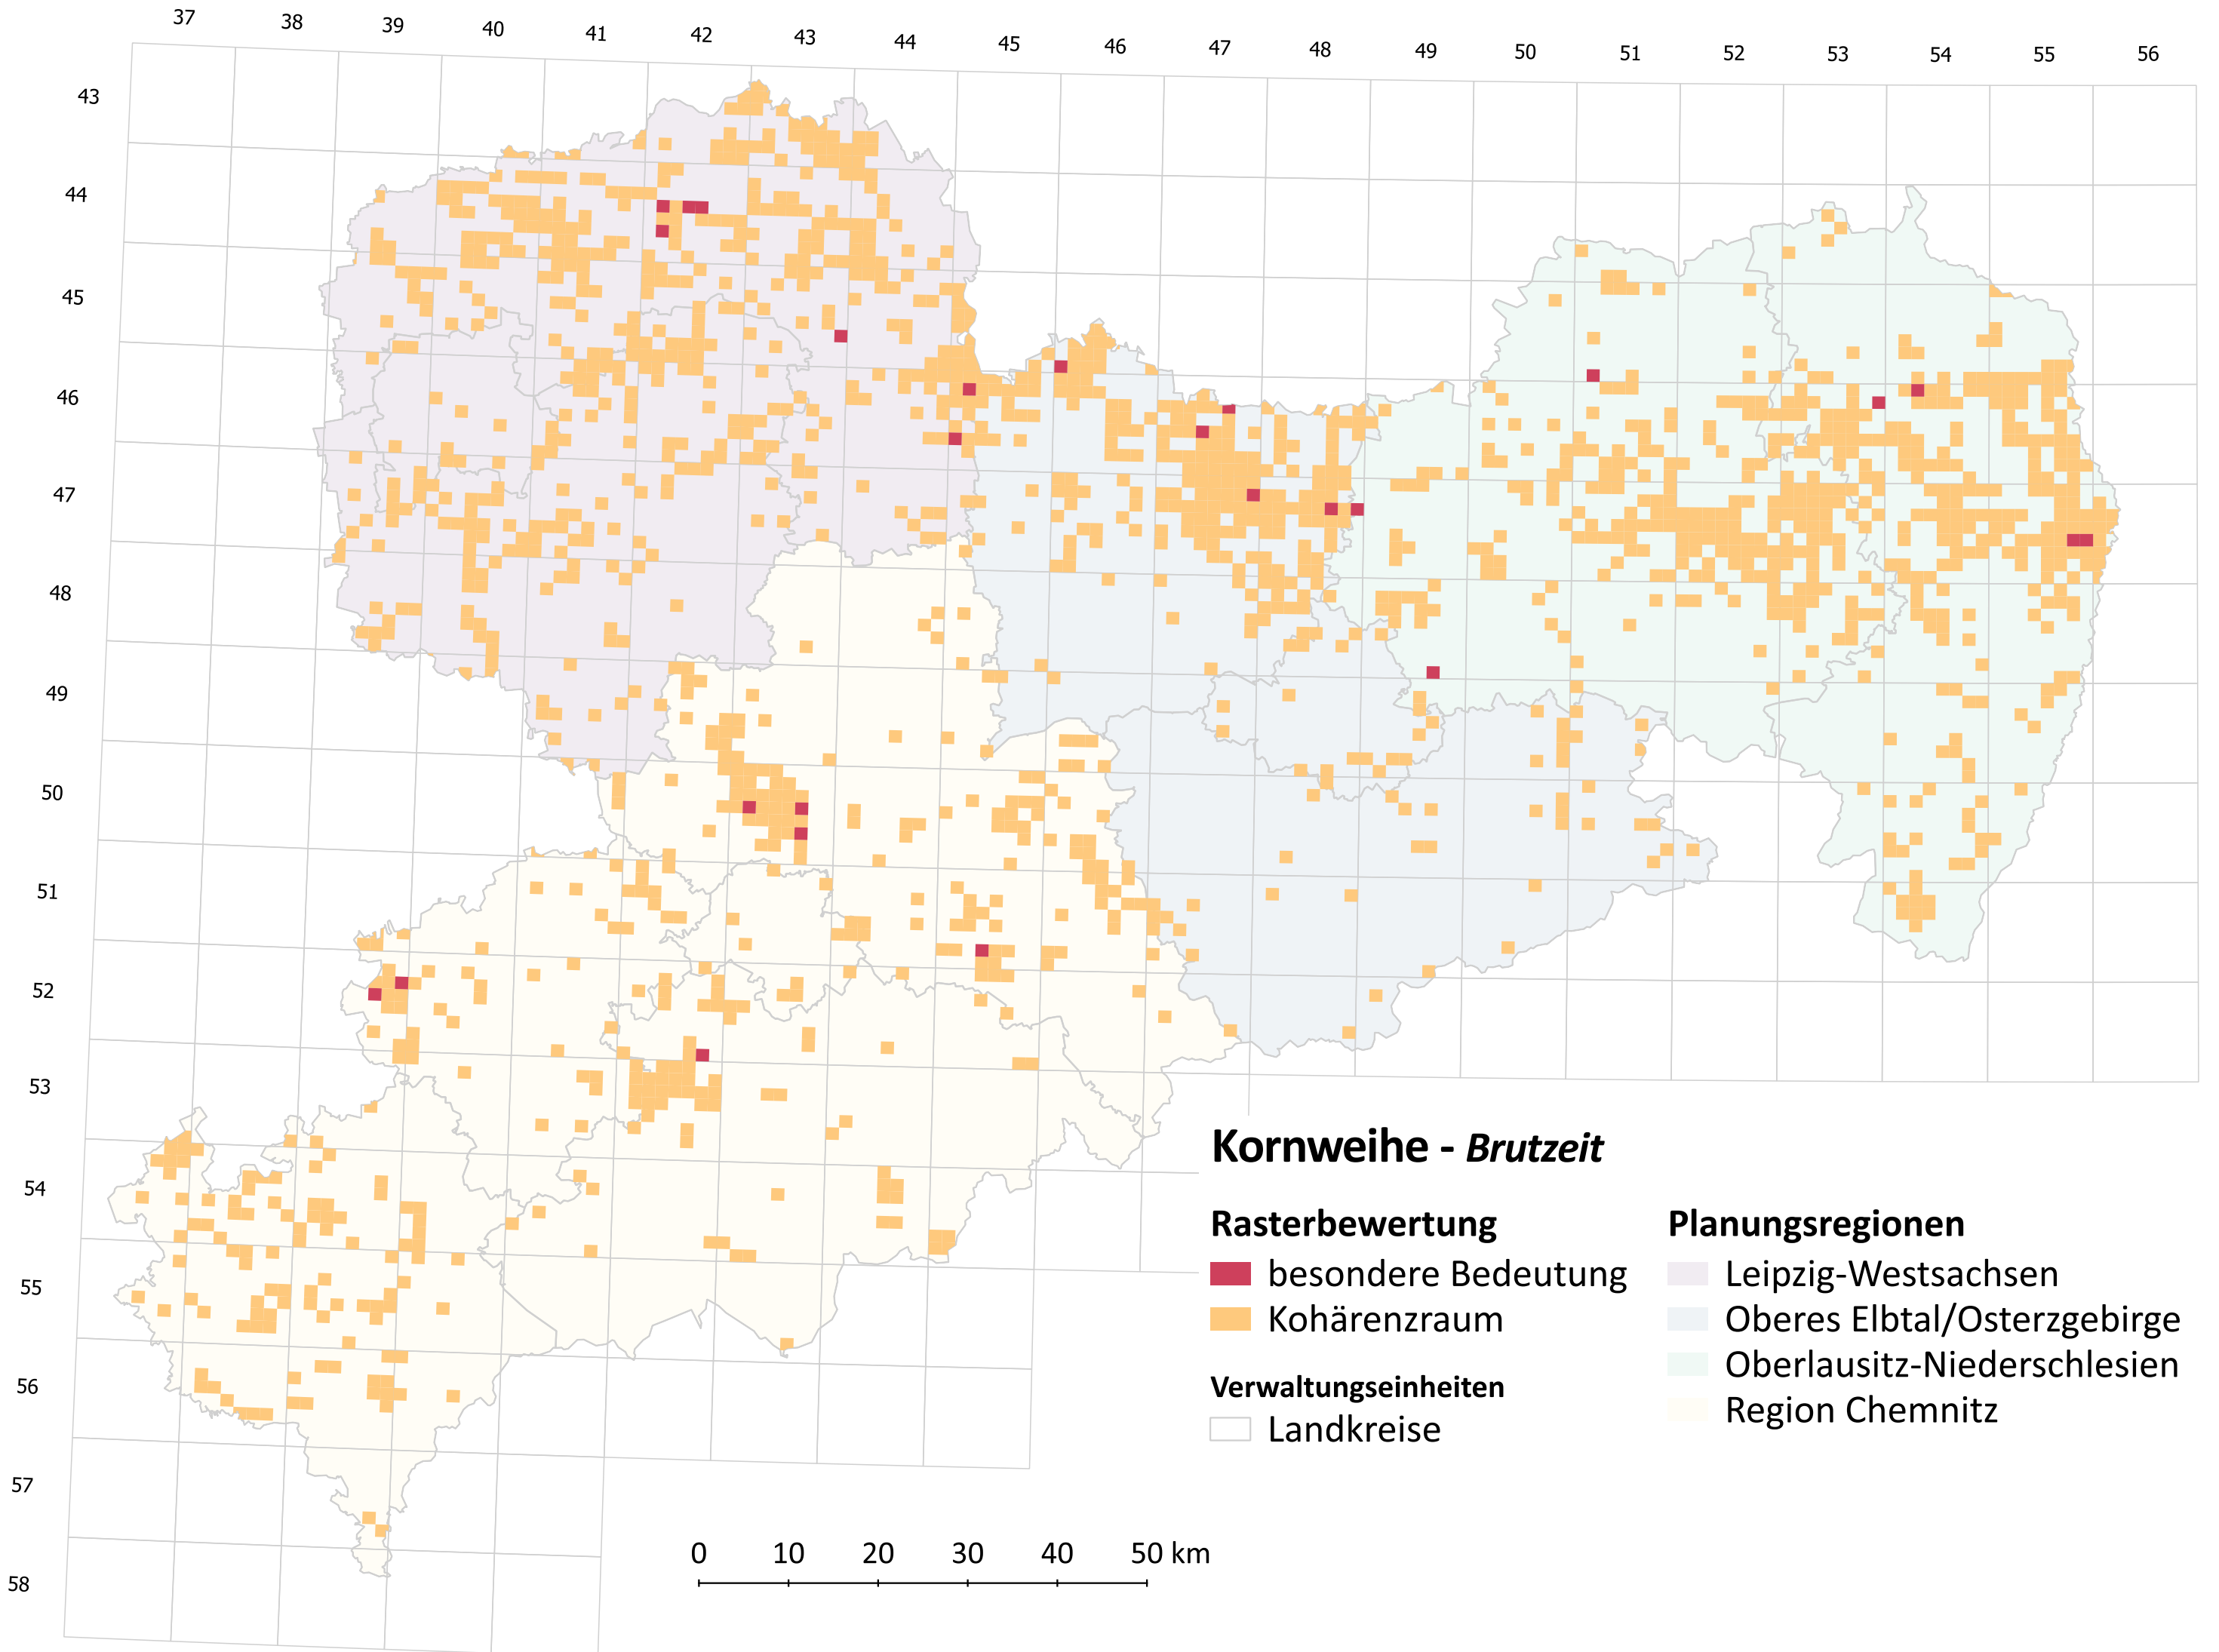 37 38 39 40 41 42 43 44 45 46 47 48 49 50 51 52 53 54 55 56
43
44
45
46
47
48
49
50
51
52
53
54
55
56
57
58
Kornweihe - Brutzeit
Rasterbewertung
besondere Bedeutung
Kohärenzraum
Verwaltungseinheiten
Landkreise
Planungsregionen
Leipzig-Westsachsen
Oberes Elbtal/Osterzgebirge
Oberlausitz-Niederschlesien
Region Chemnitz
0 10 20 30 40 50 km